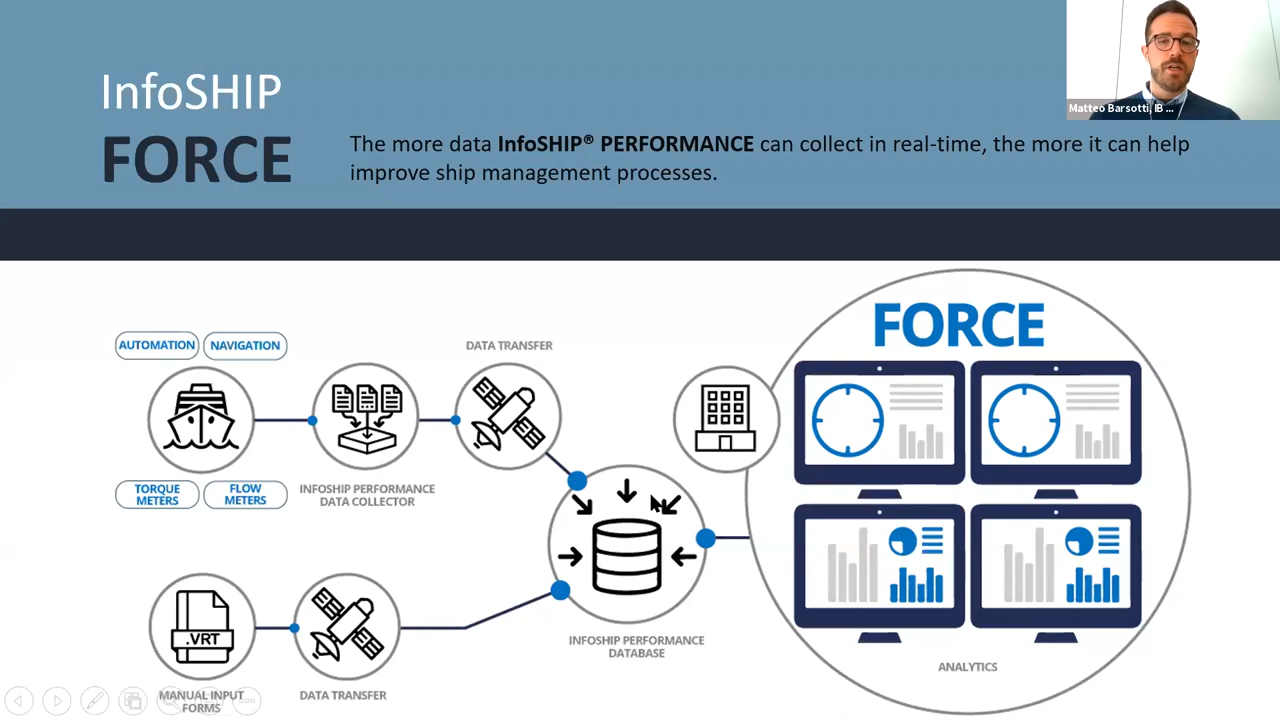 InfoSHIP
FORCE
The more data InfoSHIP® PERFORMANCE can collect in real-time, the more it can help
improve ship management processes.
Matteo Barsotti, IB ...
FORCE
AUTOMATION
NAVIGATION
DATA TRANSFER
TORQUE
METERS
FLOW
METERS
INFOSHIP PERFORMANCE
DATA COLLECTOR
.VRT
MANUAL INPUT
FORMS
DATA TRANSFER
INFOSHIP PERFORMANCE
DATABASE
ANALYTICS